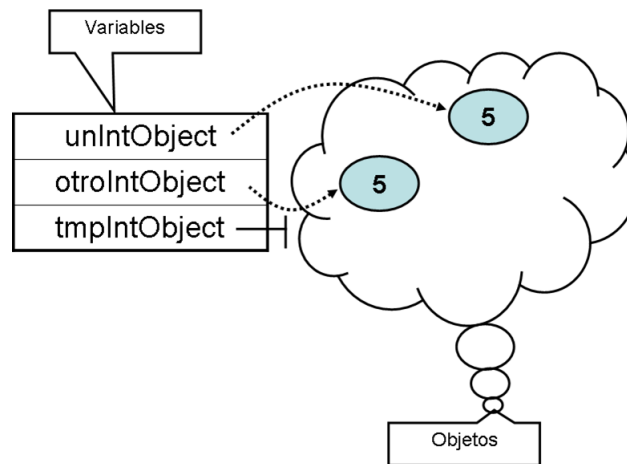 Variables
unIntObject
otroIntObject
tmpIntObject
5
5
Objetos